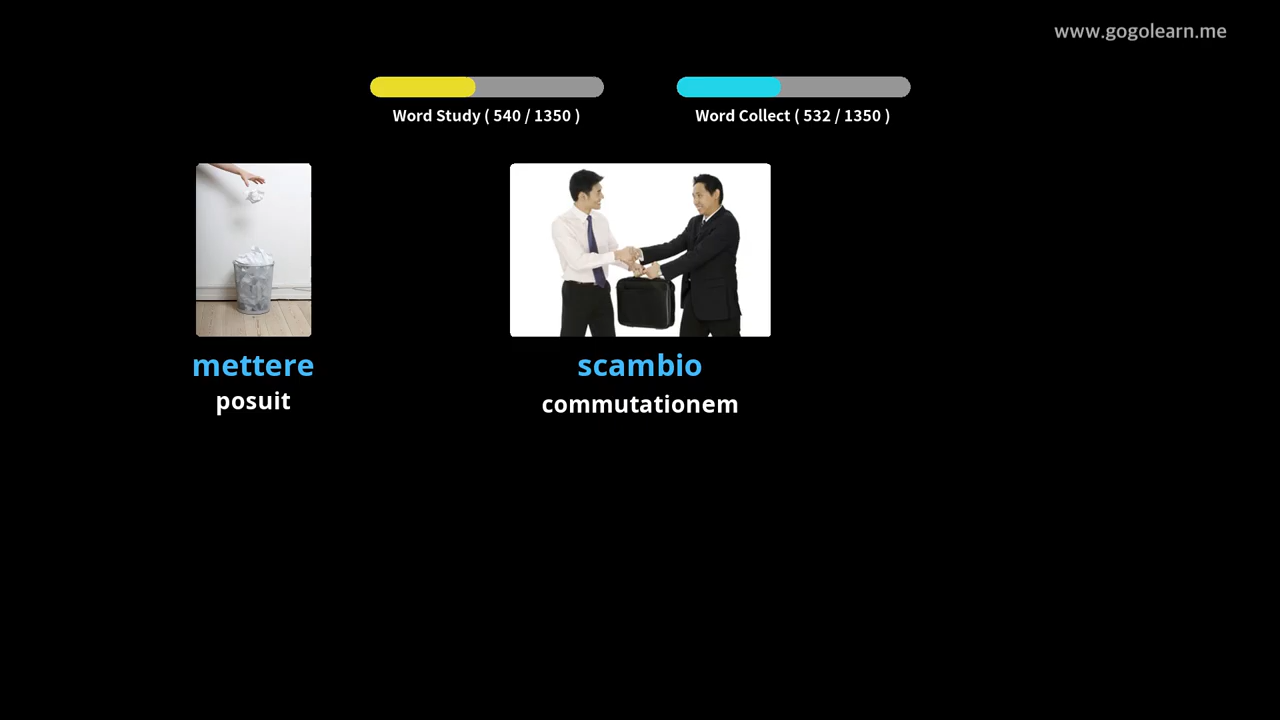 www.gogolearn.me
Word Study ( 540 / 1350 )
Word Collect ( 532 / 1350 )
mettere
posuit
scambio
commutationem